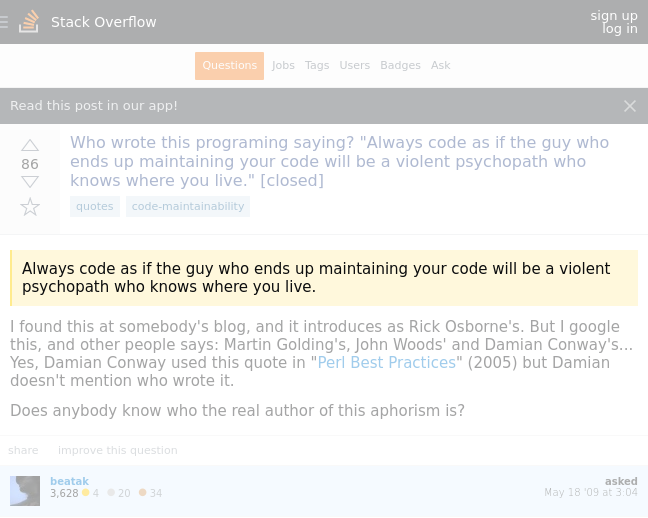 Stack Overflow
sign up
log in
Questions Jobs Tags Users Badges Ask
Read this post in our app!
86
Who wrote this programing saying? "Always code as if the guy who
ends up maintaining your code will be a violent psychopath who
knows where you live." [closed]
quotes code-maintainability
Always code as if the guy who ends up maintaining your code will be a violent
psychopath who knows where you live.
I found this at somebody's blog, and it introduces as Rick Osborne's. But I google
this, and other people says: Martin Golding's, John Woods' and Damian Conway's...
Yes, Damian Conway used this quote in "Perl Best Practices" (2005) but Damian
doesn't mention who wrote it.
Does anybody know who the real author of this aphorism is?
share improve this question
beatak
3,628 4 20 34
asked
May 18 '09 at 3:04